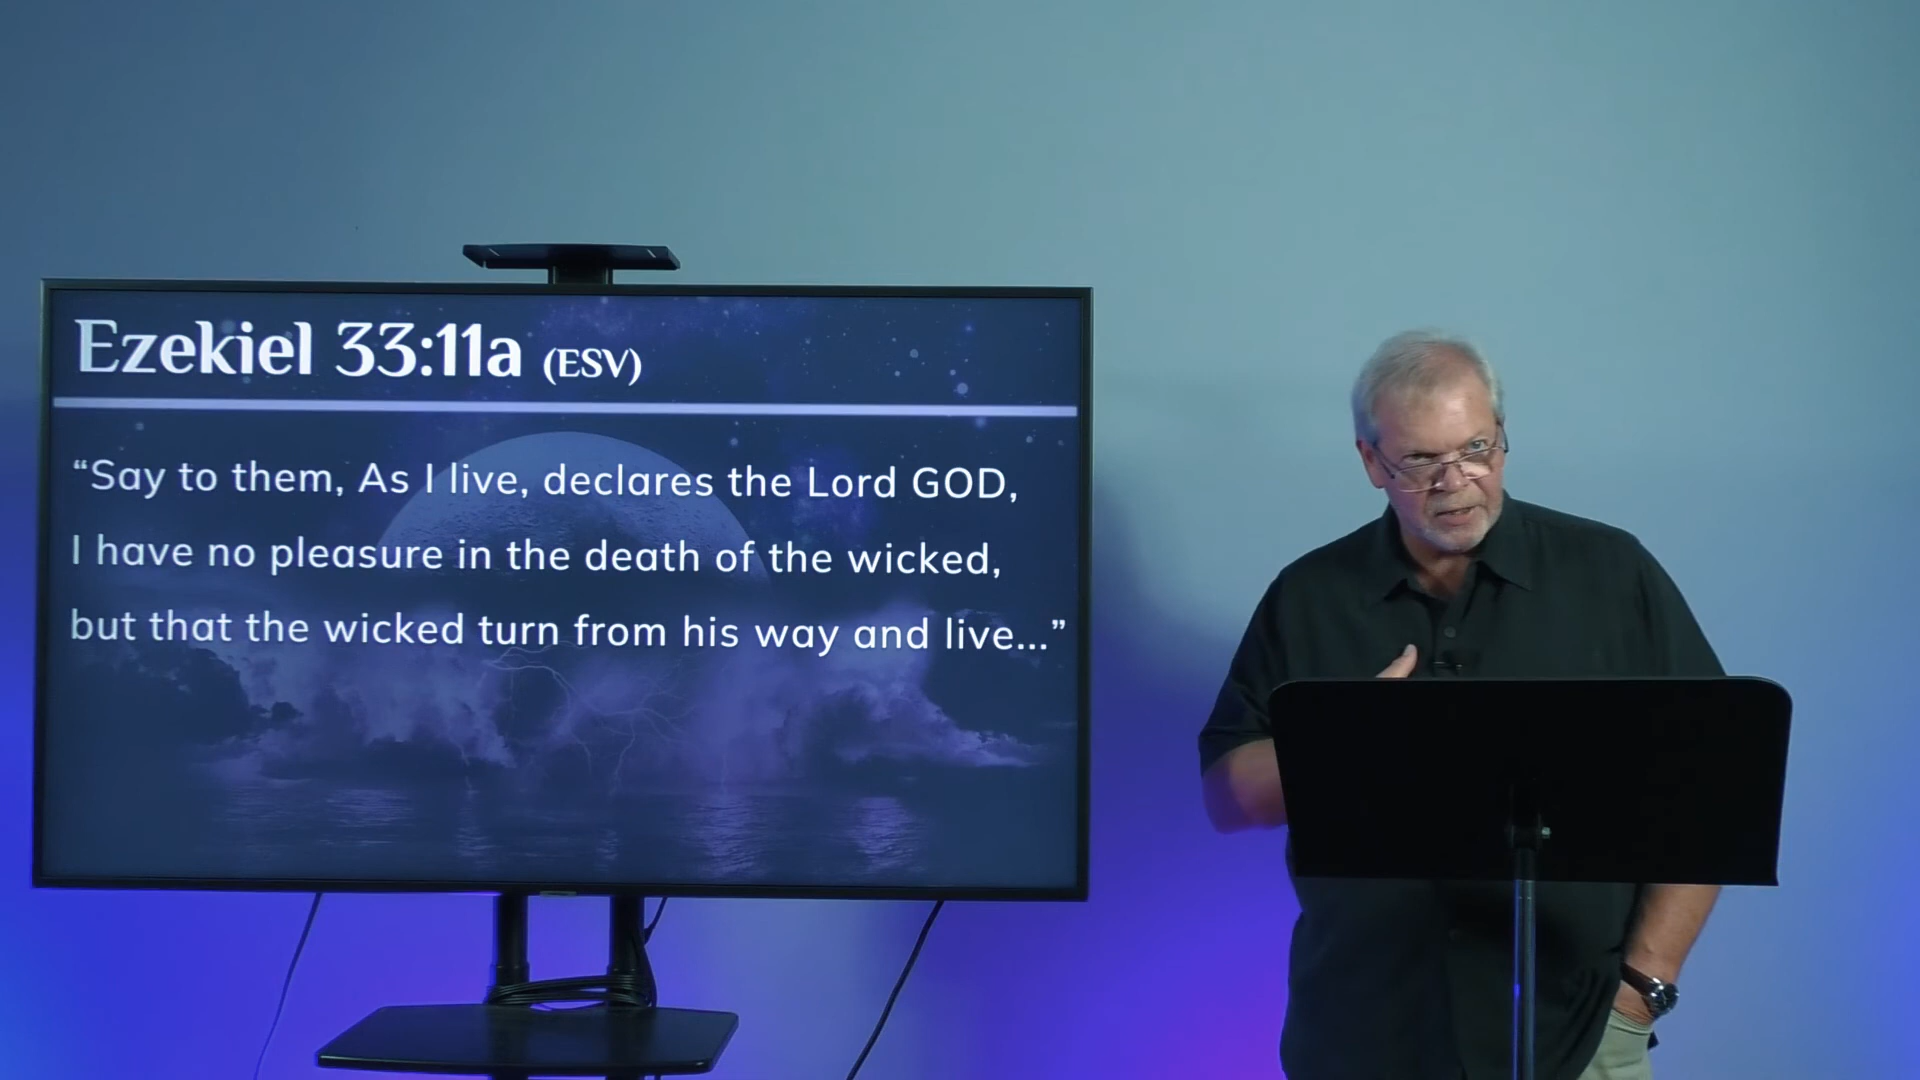 Ezekiel 33:11a (ESV)
“Say to them, As I live, declares the Lord GOD,
I have no pleasure in the death of the wicked,
but that the wicked turn from his way and live...”